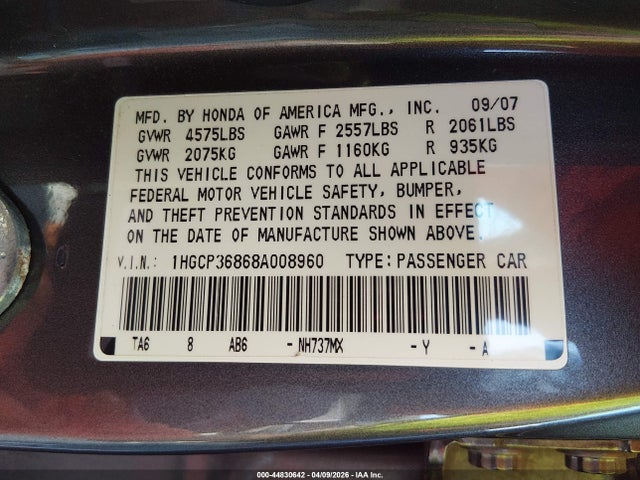 MFD. BY HONDA OF AMERICA MFG., INC. 09/07
GVWR 4575LBS GAWR F 2557LBS R 2061LBS
GVWR 2075KG GAWR F 1160KG R 935KG
THIS VEHICLE CONFORMS TO ALL APPLICABLE
FEDERAL MOTOR VEHICLE SAFETY, BUMPER,
AND THEFT PREVENTION STANDARDS IN EFFECT
ON THE DATE OF MANUFACTURE SHOWN ABOVE.
V.I.N.: 1HGCP36868A008960 TYPE: PASSENGER CAR
TA6 8 AB6 - NH737MX - Y - A
000-44830642 - 04/09/2026 - IAA Inc.